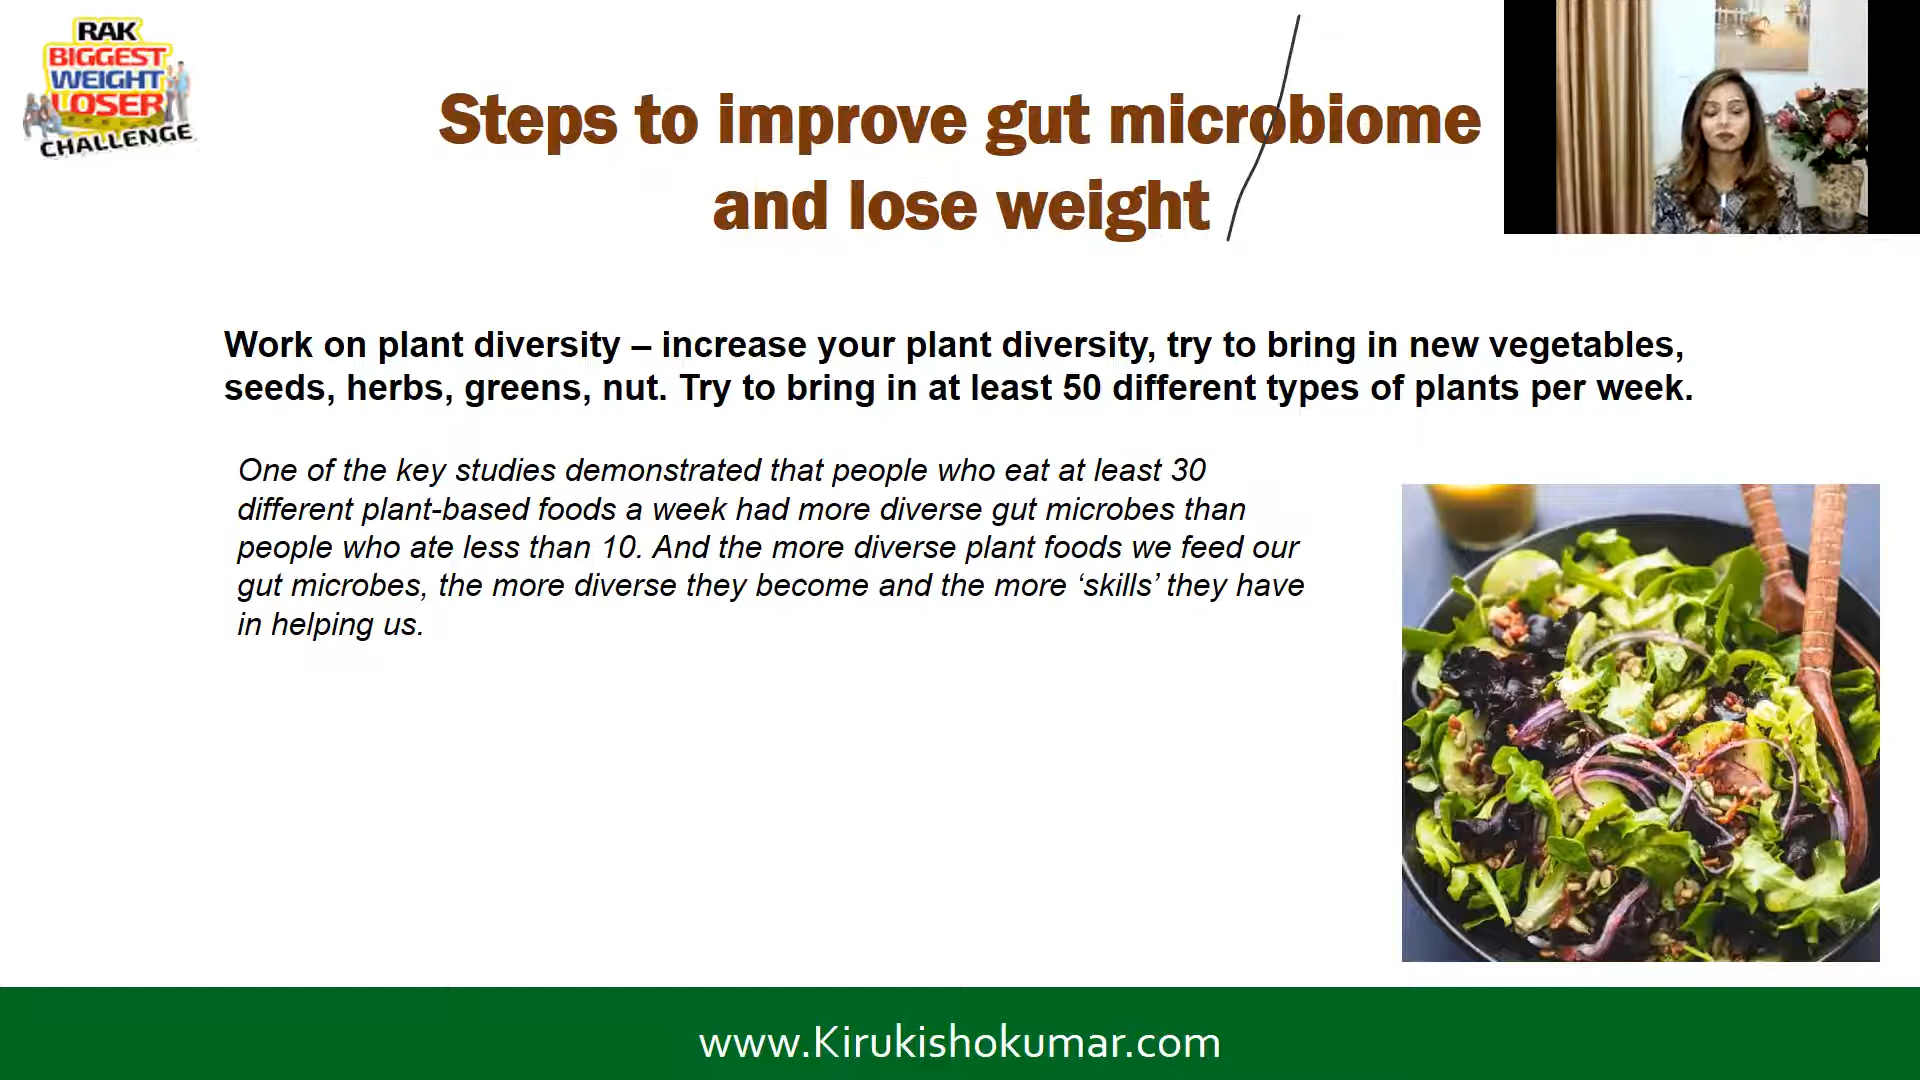 RAK
BIGGEST
WEIGHT
LOSER
CHALLENGE
Steps to improve gut microbiome
and lose weight
Work on plant diversity – increase your plant diversity, try to bring in new vegetables,
seeds, herbs, greens, nut. Try to bring in at least 50 different types of plants per week.
One of the key studies demonstrated that people who eat at least 30
different plant-based foods a week had more diverse gut microbes than
people who ate less than 10. And the more diverse plant foods we feed our
gut microbes, the more diverse they become and the more ‘skills’ they have
in helping us.
www.Kirukishokumar.com